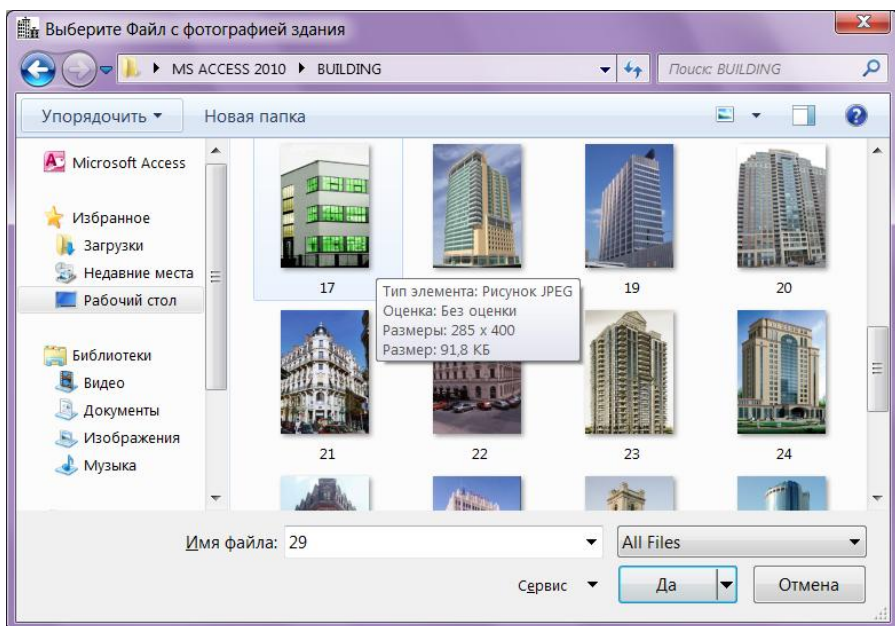 Выберите Файл с фотографией здания
MS ACCESS 2010 BUILDING
Поиск: BUILDING
Упорядочить
Новая папка
Microsoft Access
Избранное
Загрузки
Недавние места
Рабочий стол
Библиотеки
Видео
Документы
Изображения
Музыка
17
19
20
Тип элемента: Рисунок JPEG
Оценка: Без оценки
Размеры: 285 x 400
Размер: 91,8 КБ
21
22
23
24
Имя файла: 29
All Files
Сервис
Да
Отмена